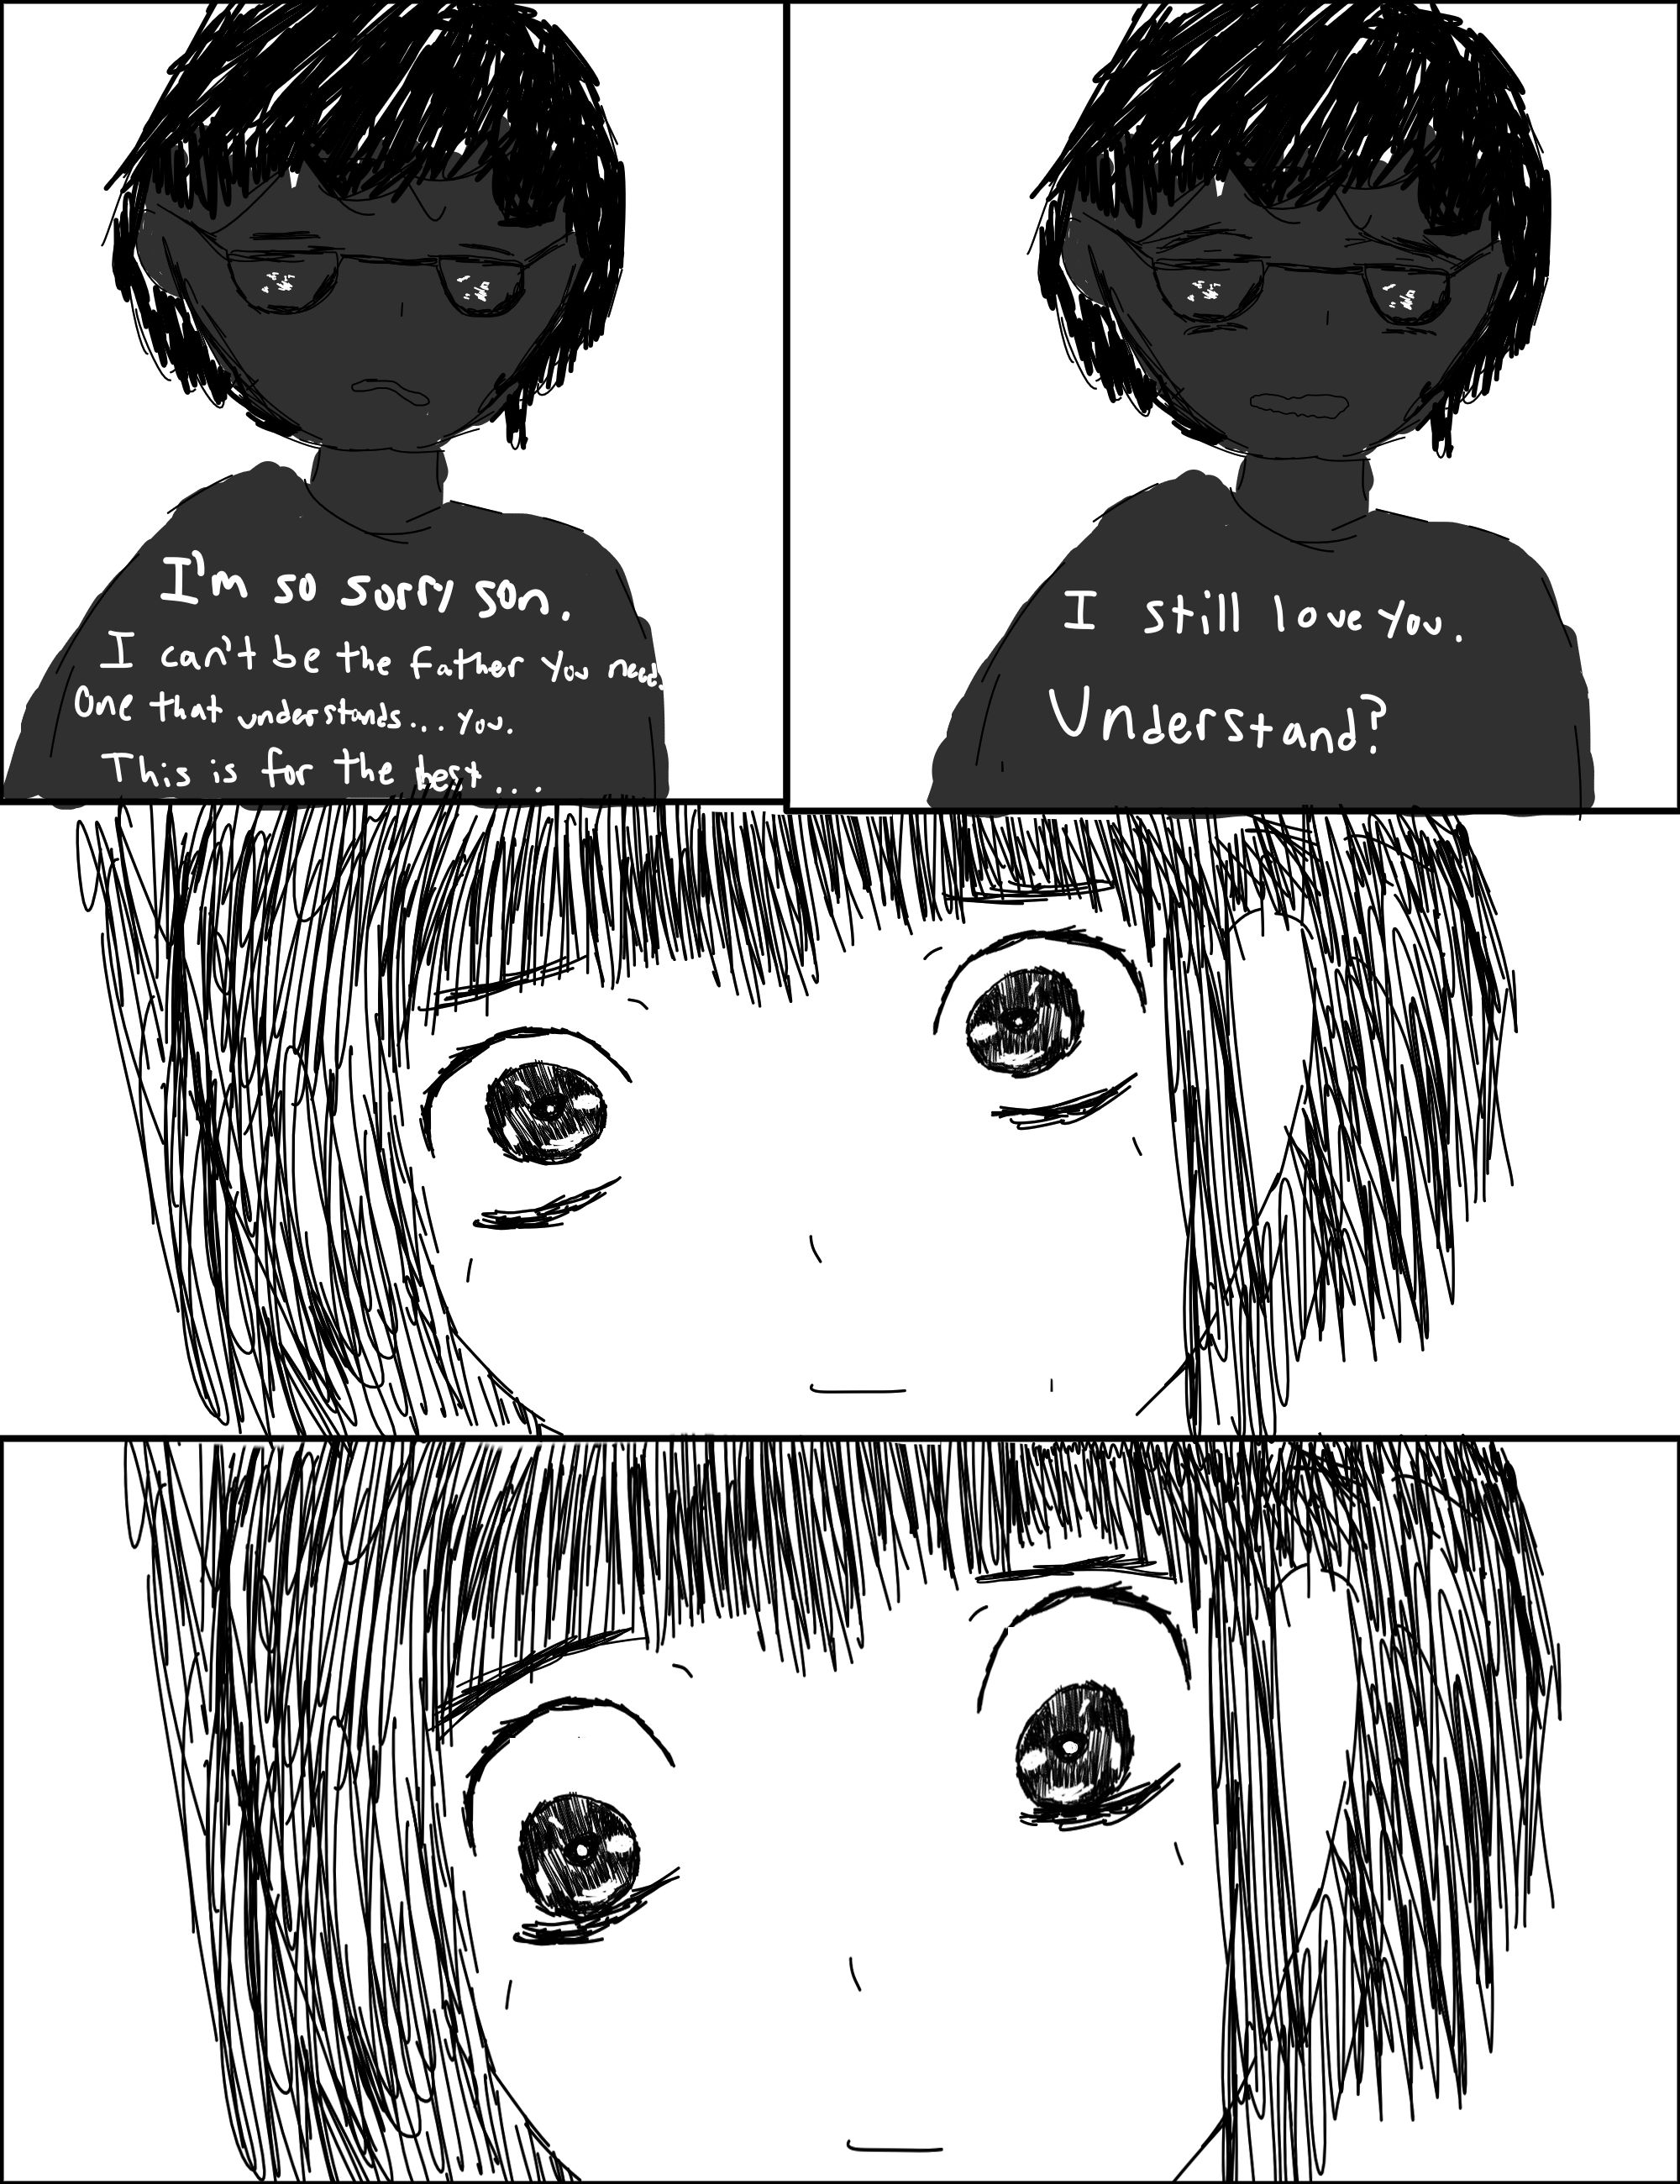 I'm so sorry son.
I can't be the Father you need.
One that understands... you.
This is for the best...
I still love you.
Understand?